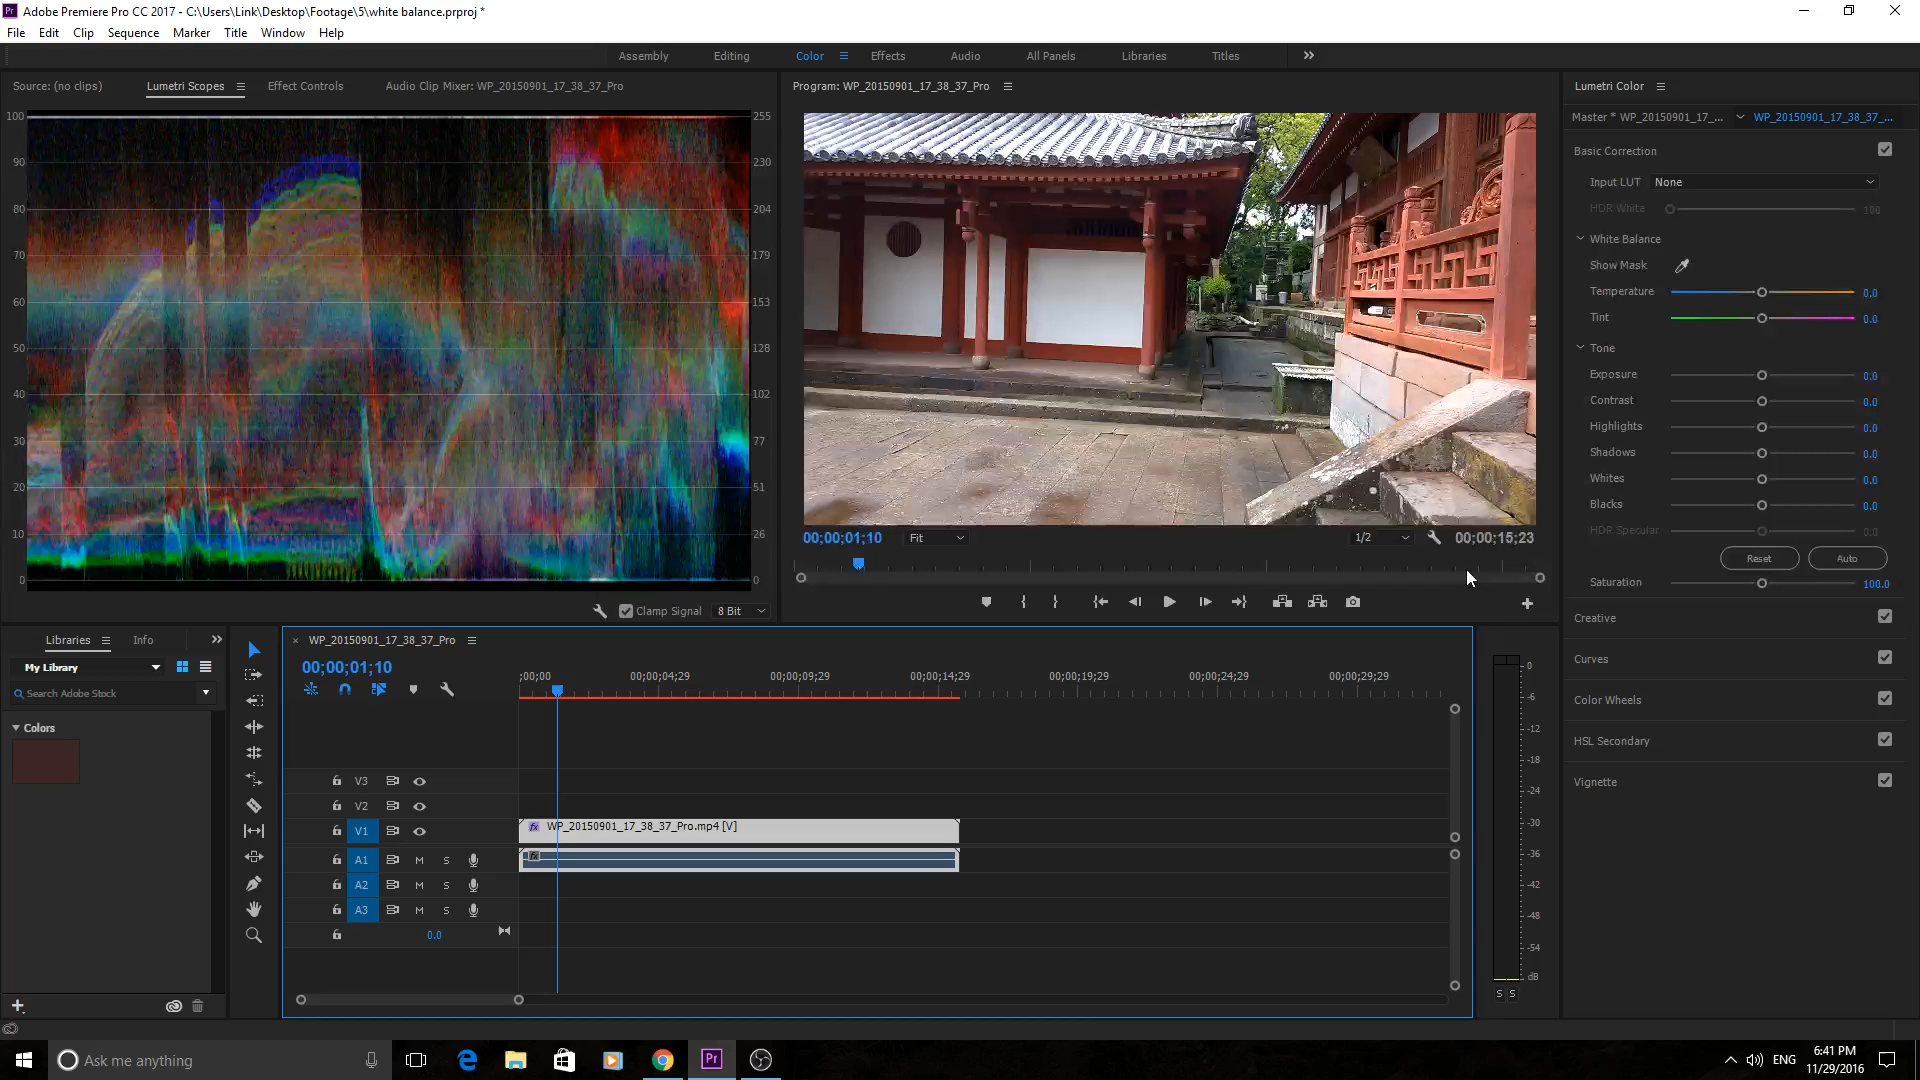 Adobe Premiere Pro CC 2017 - C:\Users\Link\Desktop\Footage\5\white balance.prproj *
File Edit Clip Sequence Marker Title Window Help
Assembly Editing Color Effects Audio All Panels Libraries Titles
Source: (no clips) Lumetri Scopes Effect Controls Audio Clip Mixer: WP_20150901_17_38_37_Pro
Program: WP_20150901_17_38_37_Pro
Lumetri Color
Master * WP_20150901_17_... WP_20150901_17_38_37_...
Basic Correction
Input LUT None
HDR White 100
White Balance
Show Mask
Temperature 0.0
Tint 0.0
Tone
Exposure 0.0
Contrast 0.0
Highlights 0.0
Shadows 0.0
Whites 0.0
Blacks 0.0
HDR Specular 0.0
Reset Auto
Saturation 100.0
Creative
Curves
Color Wheels
HSL Secondary
Vignette
100 255
90 230
80 204
70 179
60 153
50 128
40 102
30 77
20 51
10 26
0 0
Clamp Signal 8 Bit
00;00;01;10 Fit 1/2 00;00;15;23
Libraries Info
My Library
Search Adobe Stock
Colors
WP_20150901_17_38_37_Pro
00;00;01;10
;00;00 00;00;04;29 00;00;09;29 00;00;14;29 00;00;19;29 00;00;24;29 00;00;29;29
V3
V2
V1 fx WP_20150901_17_38_37_Pro.mp4 [V]
A1 M S
A2 M S
A3 M S
0.0
0
-6
-12
-18
-24
-30
-36
-42
-48
-54
dB
S S
Ask me anything
Pr
ENG
6:41 PM
11/29/2016